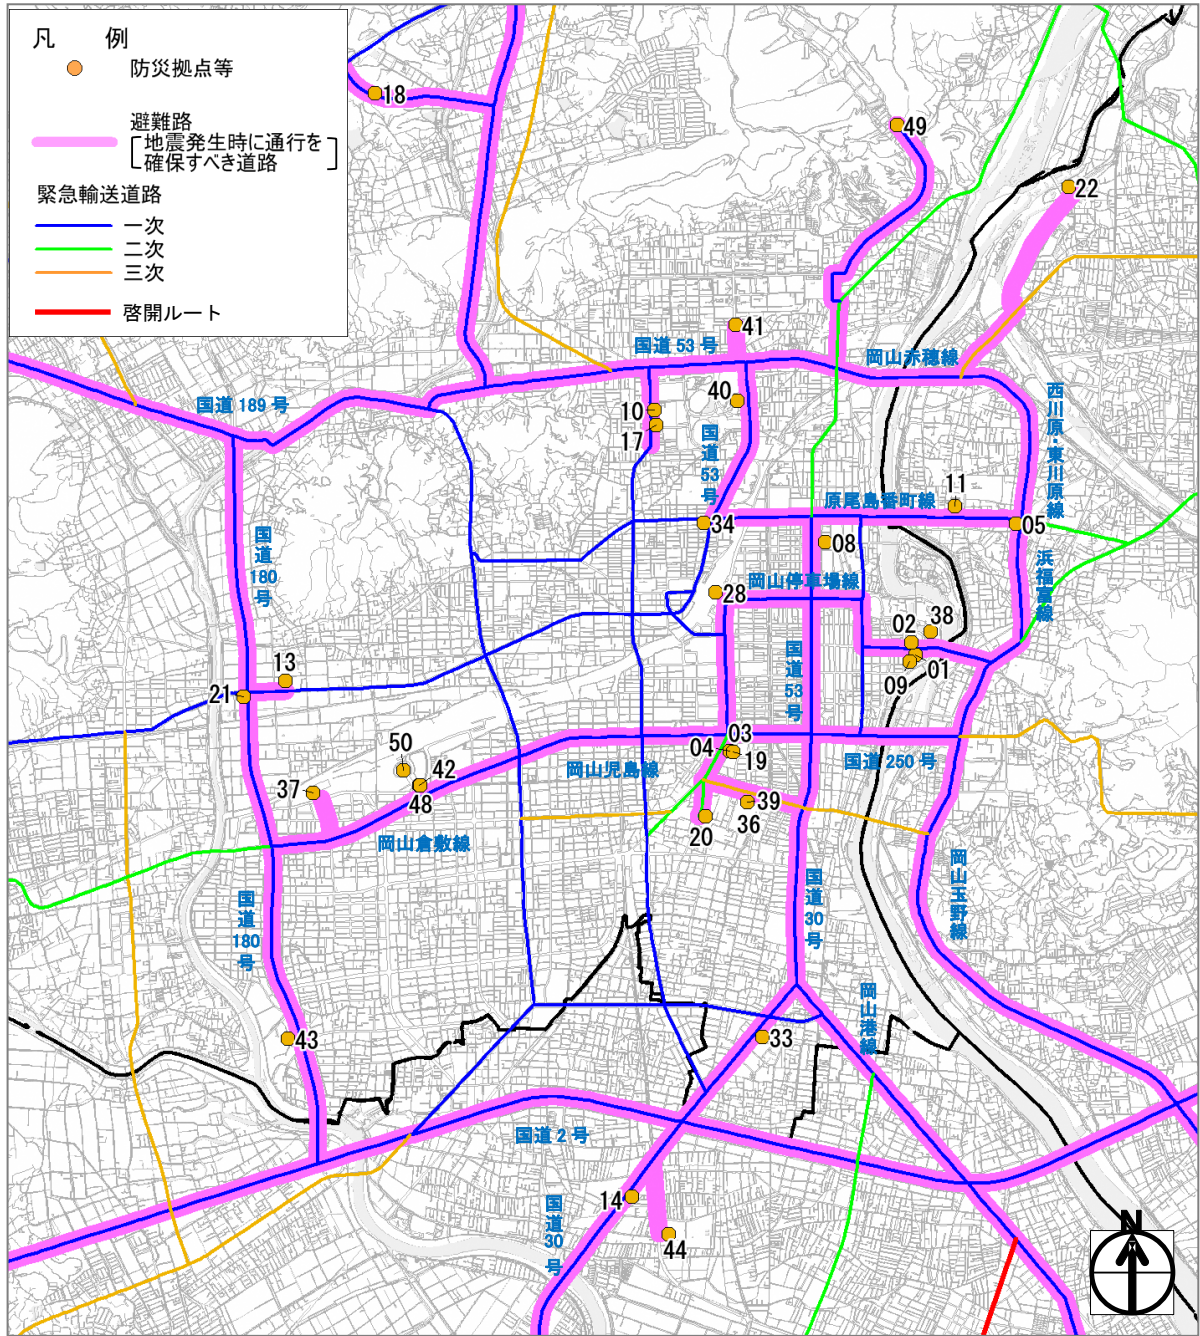 凡 例
防災拠点等
避難路
地震発生時に通行を
確保すべき道路
緊急輸送道路
一次
二次
三次
啓開ルート
18
49
22
41
国道 53 号
岡山赤穂線
40
国道 189 号
10
17
国道53号
西川原・東川原線
11
原尾島番町線
34
05
08
国道180号
浜福富線
岡山停車場線
28
38
02
01
09
13
21
国道53号
03
04
19
国道 250 号
50
42
岡山児島線
37
48
39
36
20
岡山倉敷線
岡山玉野線
国道30号
国道180号
岡山港線
43
33
国道 2 号
14
国道30号
44
N